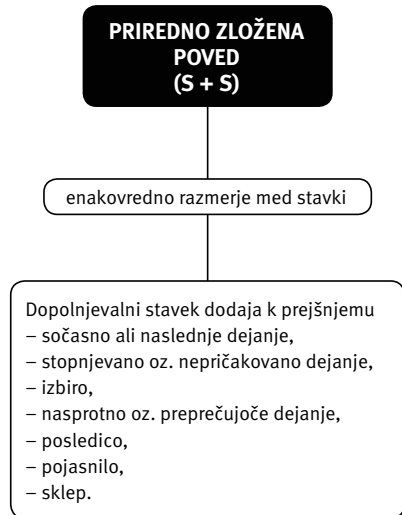 PRIREDNO ZLOŽENA
POVED
(S + S)
enakovredno razmerje med stavki
Dopolnjevalni stavek dodaja k prejšnjemu
– sočasno ali naslednje dejanje,
– stopnjevano oz. nepričakovano dejanje,
– izbiro,
– nasprotno oz. preprečujoče dejanje,
– posledico,
– pojasnilo,
– sklep.